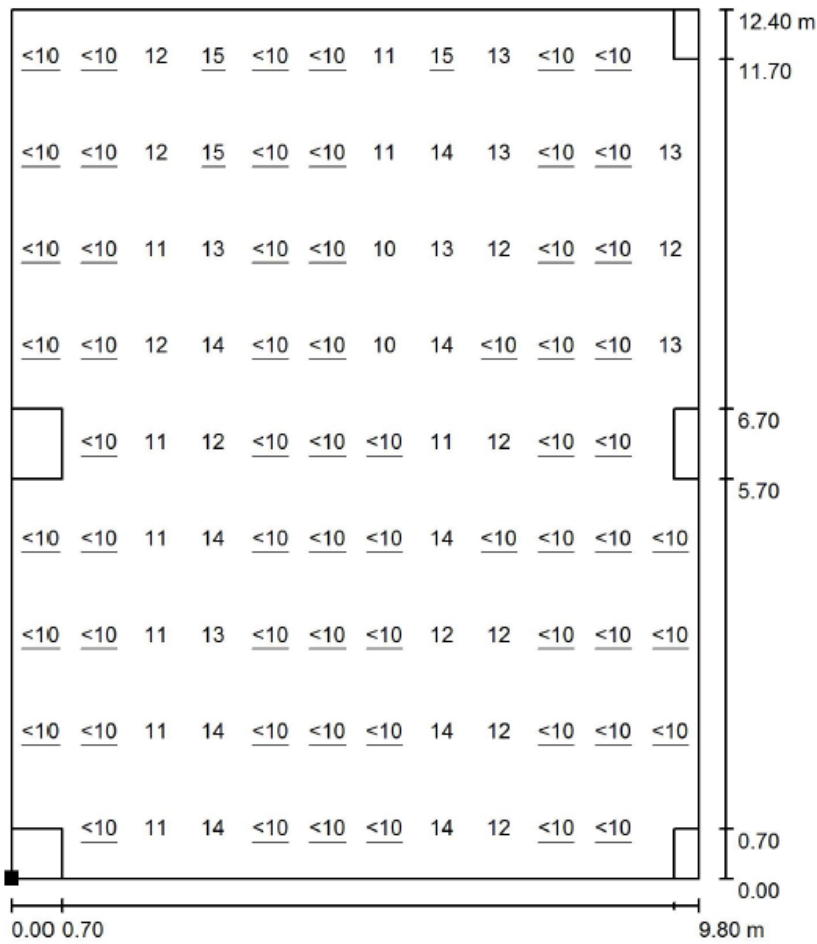 12.40 m
<10 <10 12 15 <10 <10 11 15 13 <10 <10
11.70
<10 <10 12 15 <10 <10 11 14 13 <10 <10 13
<10 <10 11 13 <10 <10 10 13 12 <10 <10 12
<10 <10 12 14 <10 <10 10 14 <10 <10 <10 13
6.70
<10 11 12 <10 <10 <10 11 12 <10 <10
5.70
<10 <10 11 14 <10 <10 <10 14 <10 <10 <10 <10
<10 <10 11 13 <10 <10 <10 12 12 <10 <10 <10
<10 <10 11 14 <10 <10 <10 14 12 <10 <10 <10
<10 11 14 <10 <10 <10 14 12 <10 <10
0.70
0.00
0.00 0.70 9.80 m